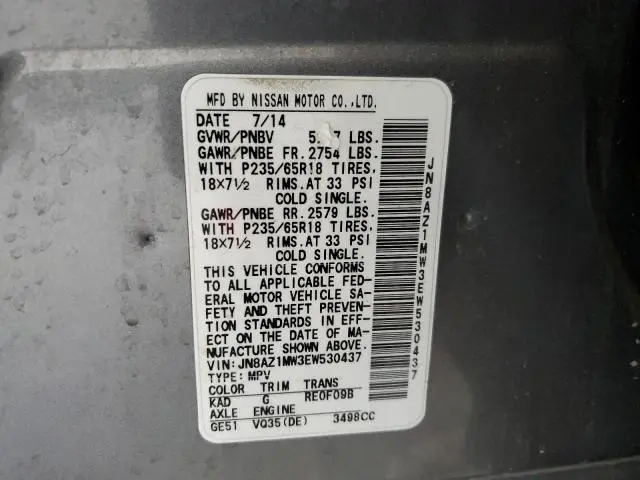 MFD BY NISSAN MOTOR CO.,LTD.
DATE 7/14
GVWR/PNBV LBS.
GAWR/PNBE FR. 2754 LBS.
WITH P235/65R18 TIRES,
18X7½ RIMS.AT 33 PSI
COLD SINGLE.
GAWR/PNBE RR. 2579 LBS.
WITH P235/65R18 TIRES,
18X7½ RIMS.AT 33 PSI
COLD SINGLE.
THIS VEHICLE CONFORMS
TO ALL APPLICABLE FED-
ERAL MOTOR VEHICLE SA-
FETY AND THEFT PREVEN-
TION STANDARDS IN EFF-
ECT ON THE DATE OF MA-
NUFACTURE SHOWN ABOVE.
VIN: JN8AZ1MW3EW530437
TYPE: MPV
COLOR TRIM TRANS
KAD G RE0F09B
AXLE ENGINE
GE51 VQ35(DE) 3498CC
JN8AZ1MW3EW530437